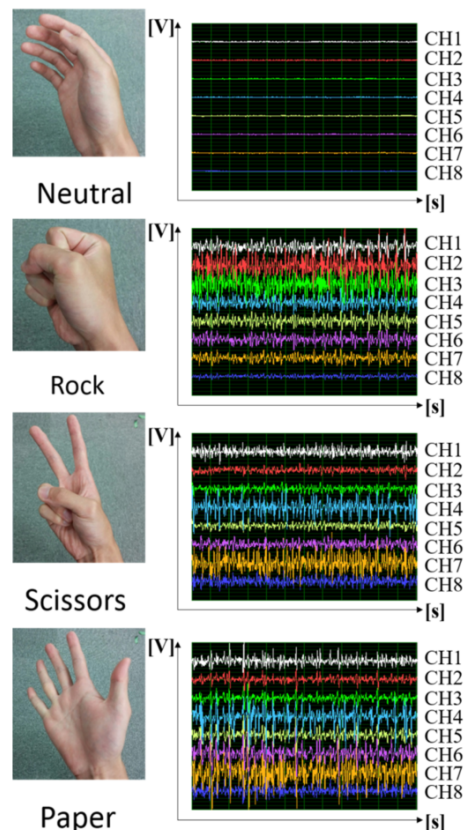 [V]
CH1
CH2
CH3
CH4
CH5
CH6
CH7
CH8
[s]
Neutral
[V]
CH1
CH2
CH3
CH4
CH5
CH6
CH7
CH8
[s]
Rock
[V]
CH1
CH2
CH3
CH4
CH5
CH6
CH7
CH8
[s]
Scissors
[V]
CH1
CH2
CH3
CH4
CH5
CH6
CH7
CH8
[s]
Paper